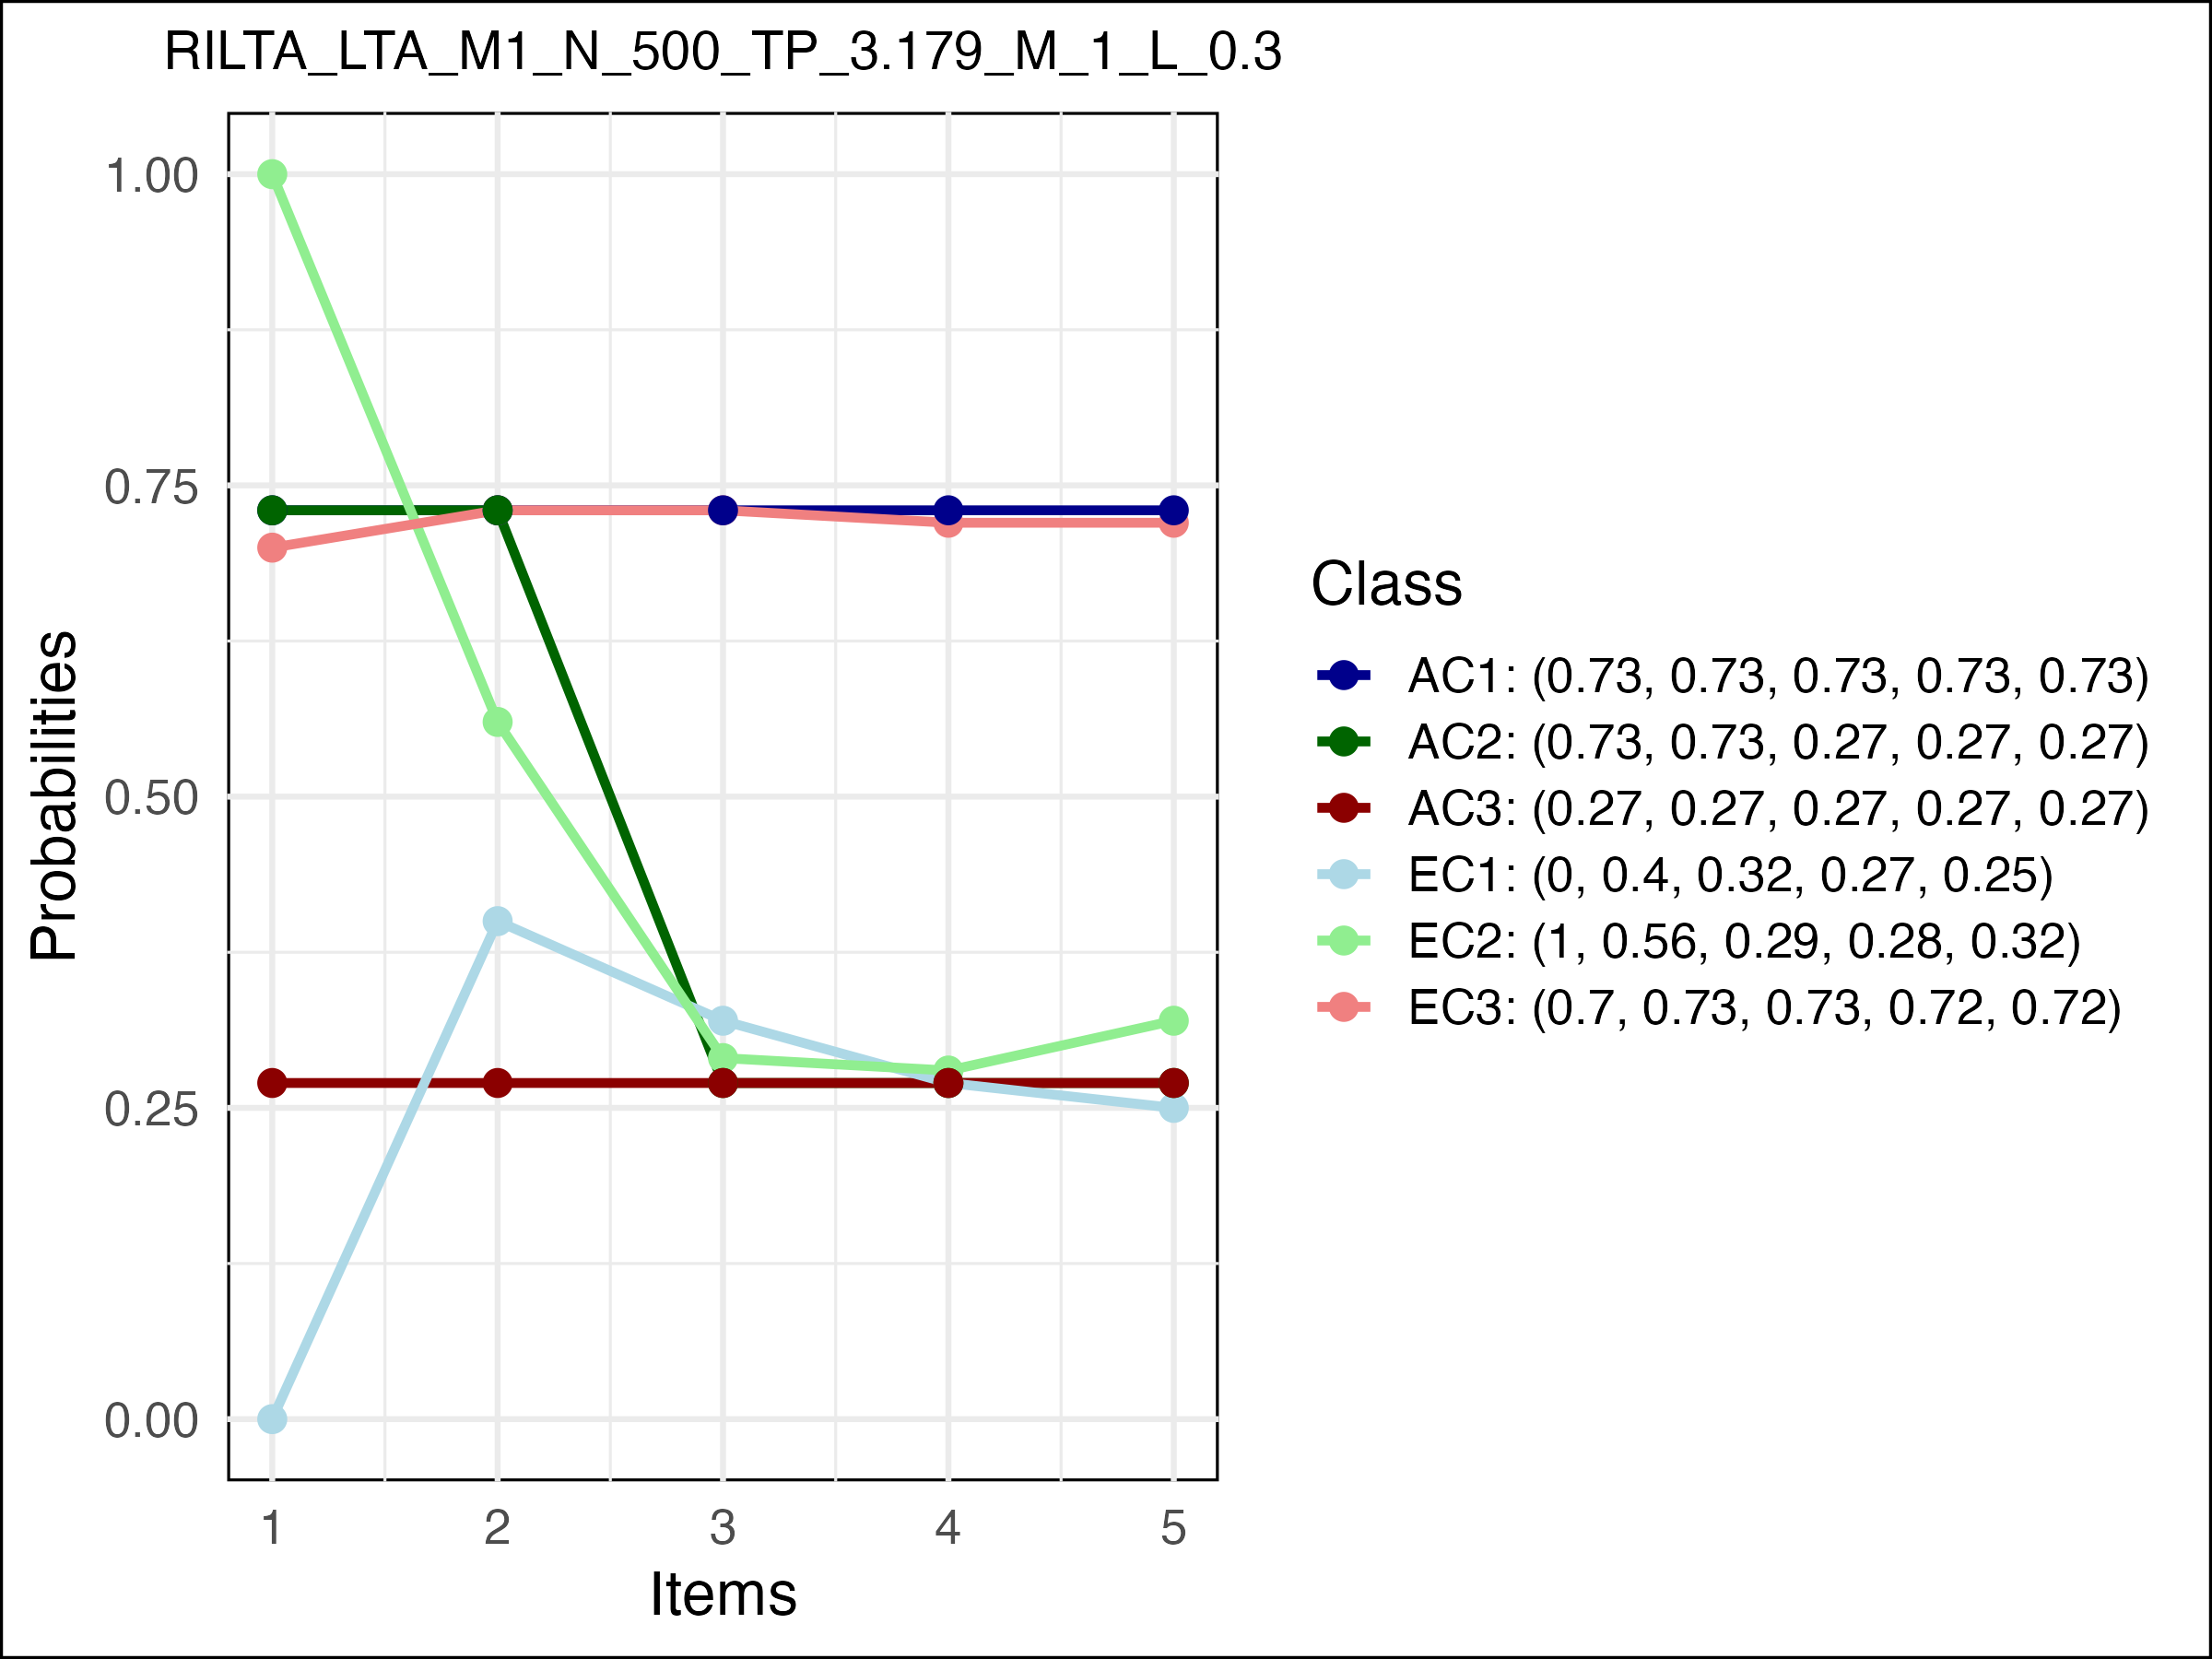 RILTA_LTA_M1_N_500_TP_3.179_M_1_L_0.3
1.00
0.75
0.50
0.25
0.00
Probabilities
1 2 3 4 5
Items
Class
AC1: (0.73, 0.73, 0.73, 0.73, 0.73)
AC2: (0.73, 0.73, 0.27, 0.27, 0.27)
AC3: (0.27, 0.27, 0.27, 0.27, 0.27)
EC1: (0, 0.4, 0.32, 0.27, 0.25)
EC2: (1, 0.56, 0.29, 0.28, 0.32)
EC3: (0.7, 0.73, 0.73, 0.72, 0.72)